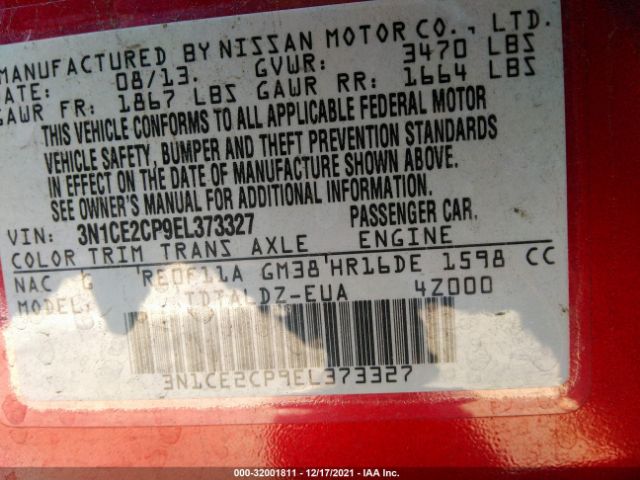 MANUFACTURED BY NISSAN MOTOR CO., LTD.
DATE: 08/13. GVWR: 3470 LBS
GAWR FR: 1867 LBS GAWR RR: 1664 LBS
THIS VEHICLE CONFORMS TO ALL APPLICABLE FEDERAL MOTOR
VEHICLE SAFETY, BUMPER AND THEFT PREVENTION STANDARDS
IN EFFECT ON THE DATE OF MANUFACTURE SHOWN ABOVE.
SEE OWNER'S MANUAL FOR ADDITIONAL INFORMATION.
VIN: 3N1CE2CP9EL373327 PASSENGER CAR.
COLOR TRIM TRANS AXLE ENGINE
NAC G RE0F11A GM38 HR16DE 1598 CC
MODEL: TDTALDZ-EUA 4Z000
3N1CE2CP9EL373327
000-32001811 - 12/17/2021 - IAA Inc.